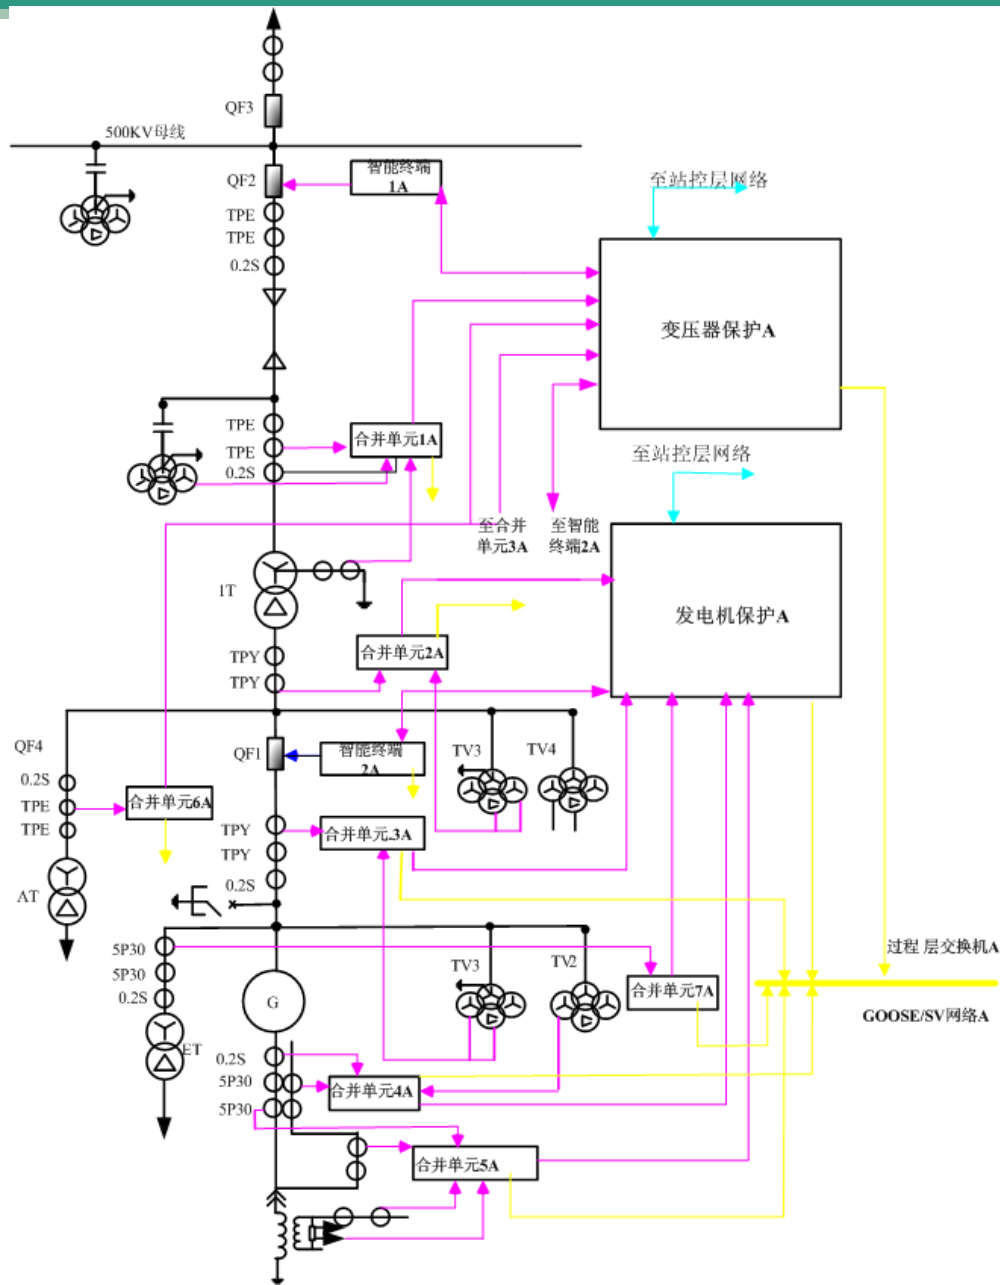 QF3
500KV母线
智能终端
1A
QF2
至站控层网络
TPE
TPE
0.2S
变压器保护A
TPE
TPE
0.2S
合并单元1A
至站控层网络
至合并
单元3A
至智能
终端2A
1T
发电机保护A
合并单元2A
TPY
TPY
QF4
QF1
智能终端
2A
TV3
TV4
0.2S
TPE
TPE
合并单元6A
TPY
TPY
0.2S
合并单元.3A
AT
5P30
5P30
0.2S
ET
G
TV3
TV2
合并单元7A
过程 层交换机A
GOOSE/SV网络A
0.2S
5P30
5P30
合并单元4A
合并单元5A